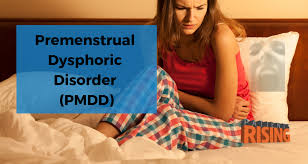 Premenstrual
Dysphoric
Disorder
(PMDD)
RISING